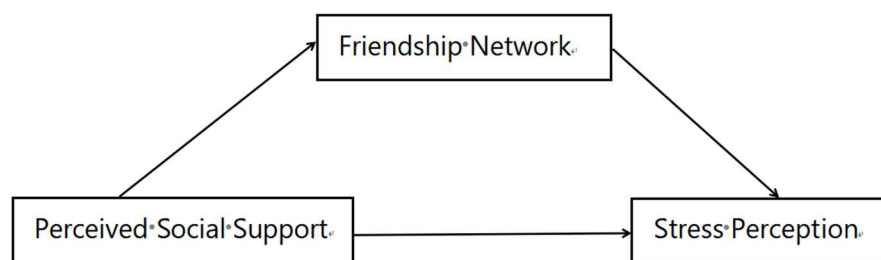 Friendship Network
Perceived Social Support
Stress Perception